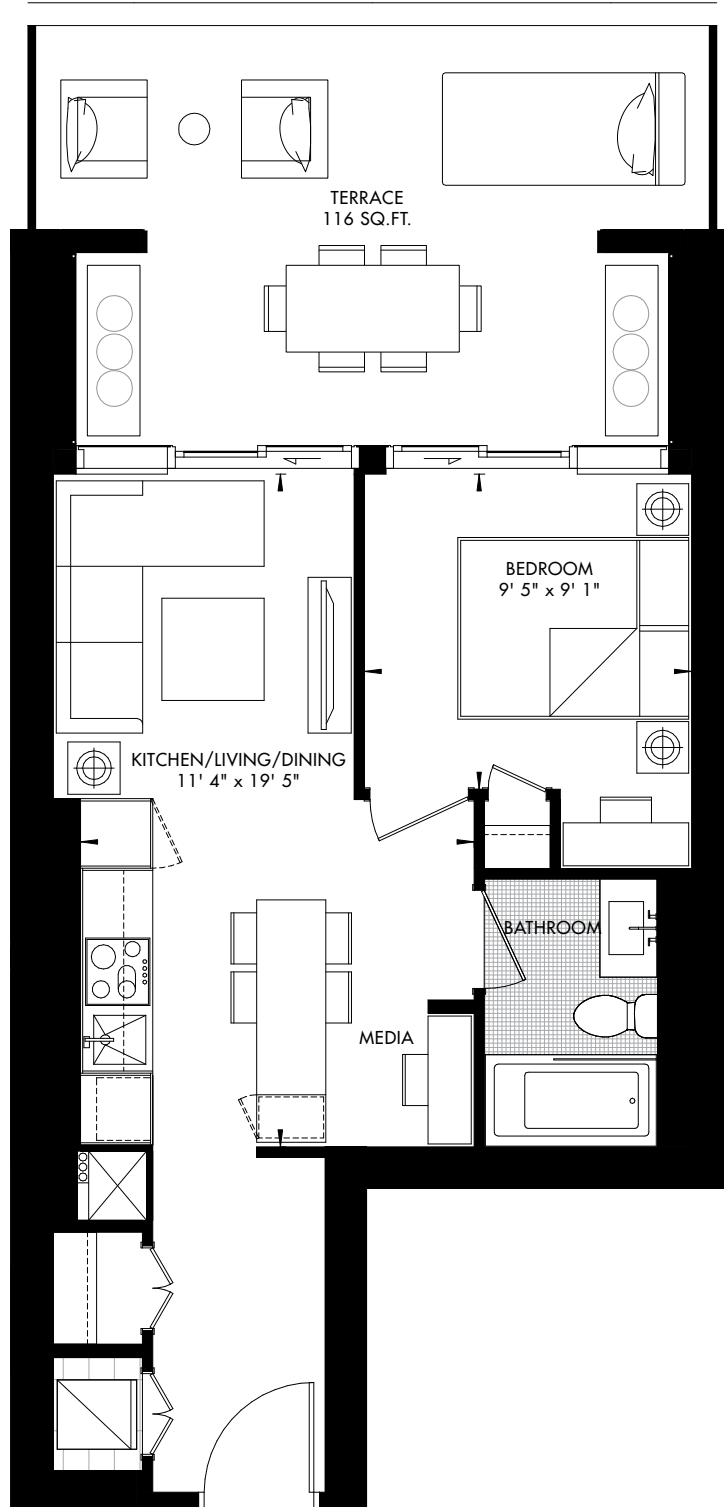 TERRACE
116 SQ.FT.
BEDROOM
9' 5" x 9' 1"
KITCHEN/LIVING/DINING
11' 4" x 19' 5"
BATHROOM
MEDIA